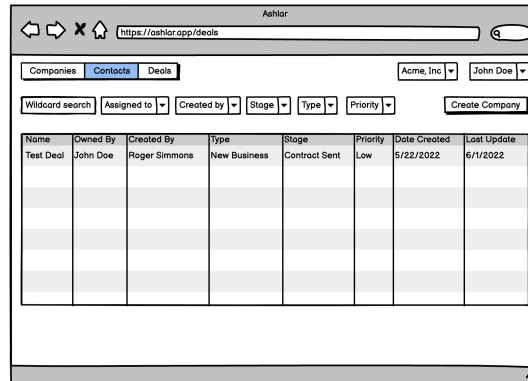 Ashlar
https://ashlar.app/deals
Companies Contacts Deals Acme, Inc John Doe
Wildcard search Assigned to Created by Stage Type Priority Create Company
Name Owned By Created By Type Stage Priority Date Created Last Update
Test Deal John Doe Roger Simmons New Business Contract Sent Low 5/22/2022 6/1/2022